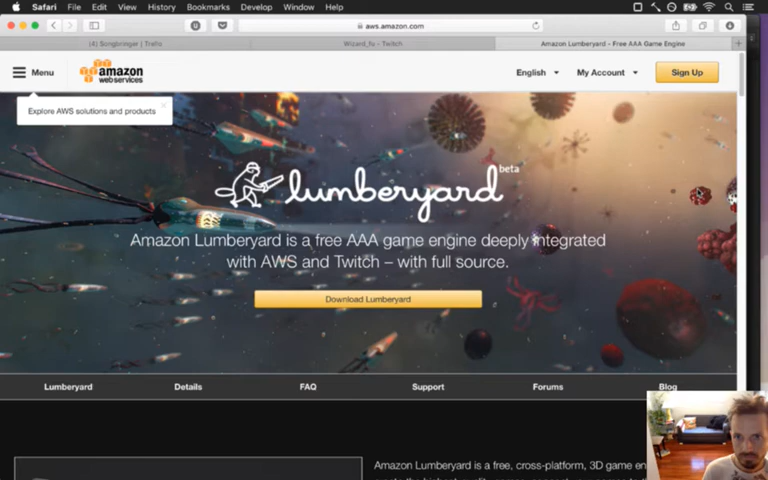 Safari File Edit View History Bookmarks Develop Window Help
aws.amazon.com
(4) Songbringer | Trello
Wizard_fu - Twitch
Amazon Lumberyard – Free AAA Game Engine
Menu
amazon
webservices
English
My Account
Sign Up
Explore AWS solutions and products
lumberyard beta
Amazon Lumberyard is a free AAA game engine deeply integrated
with AWS and Twitch – with full source.
Download Lumberyard
Lumberyard Details FAQ Support Forums Blog
Amazon Lumberyard is a free, cross-platform, 3D game en